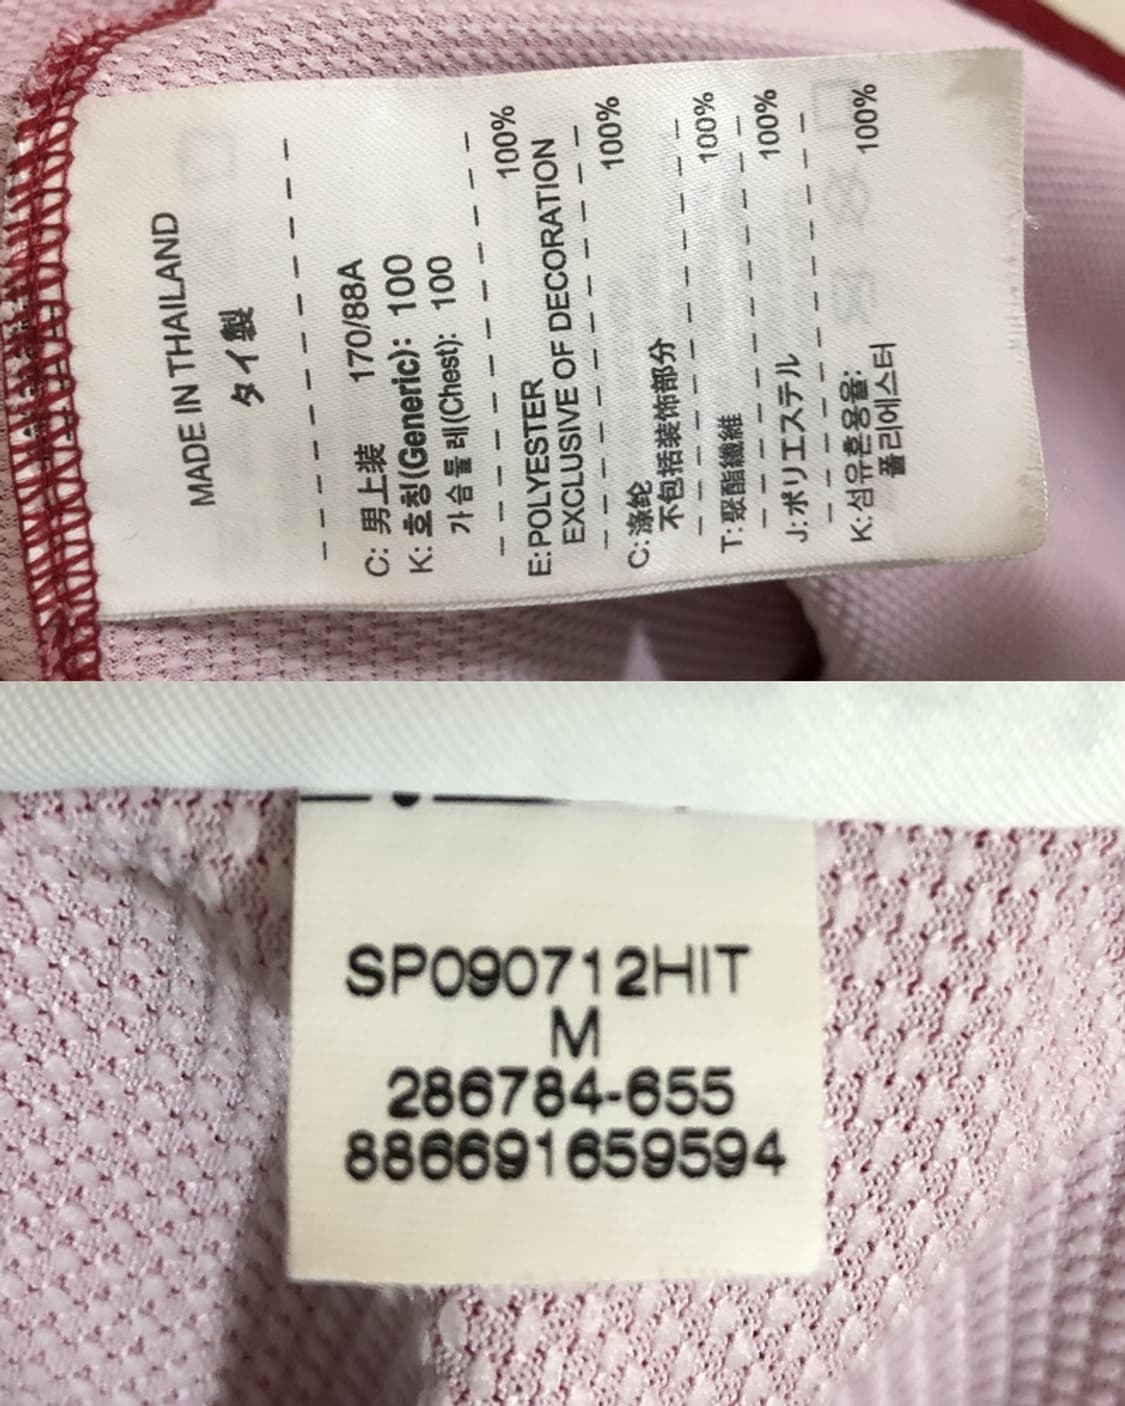 MADE IN THAILAND
タイ製
C: 男上装 170/88A
K: 호칭(Generic): 100
가슴둘레(Chest): 100
100%
E: POLYESTER
EXCLUSIVE OF DECORATION
100%
C: 涤纶
不包括装饰部分
100%
T: 聚酯纖維
100%
J: ポリエステル
100%
K: 섬유혼용율:
폴리에스터
SP090712HIT
M
286784-655
886691659594